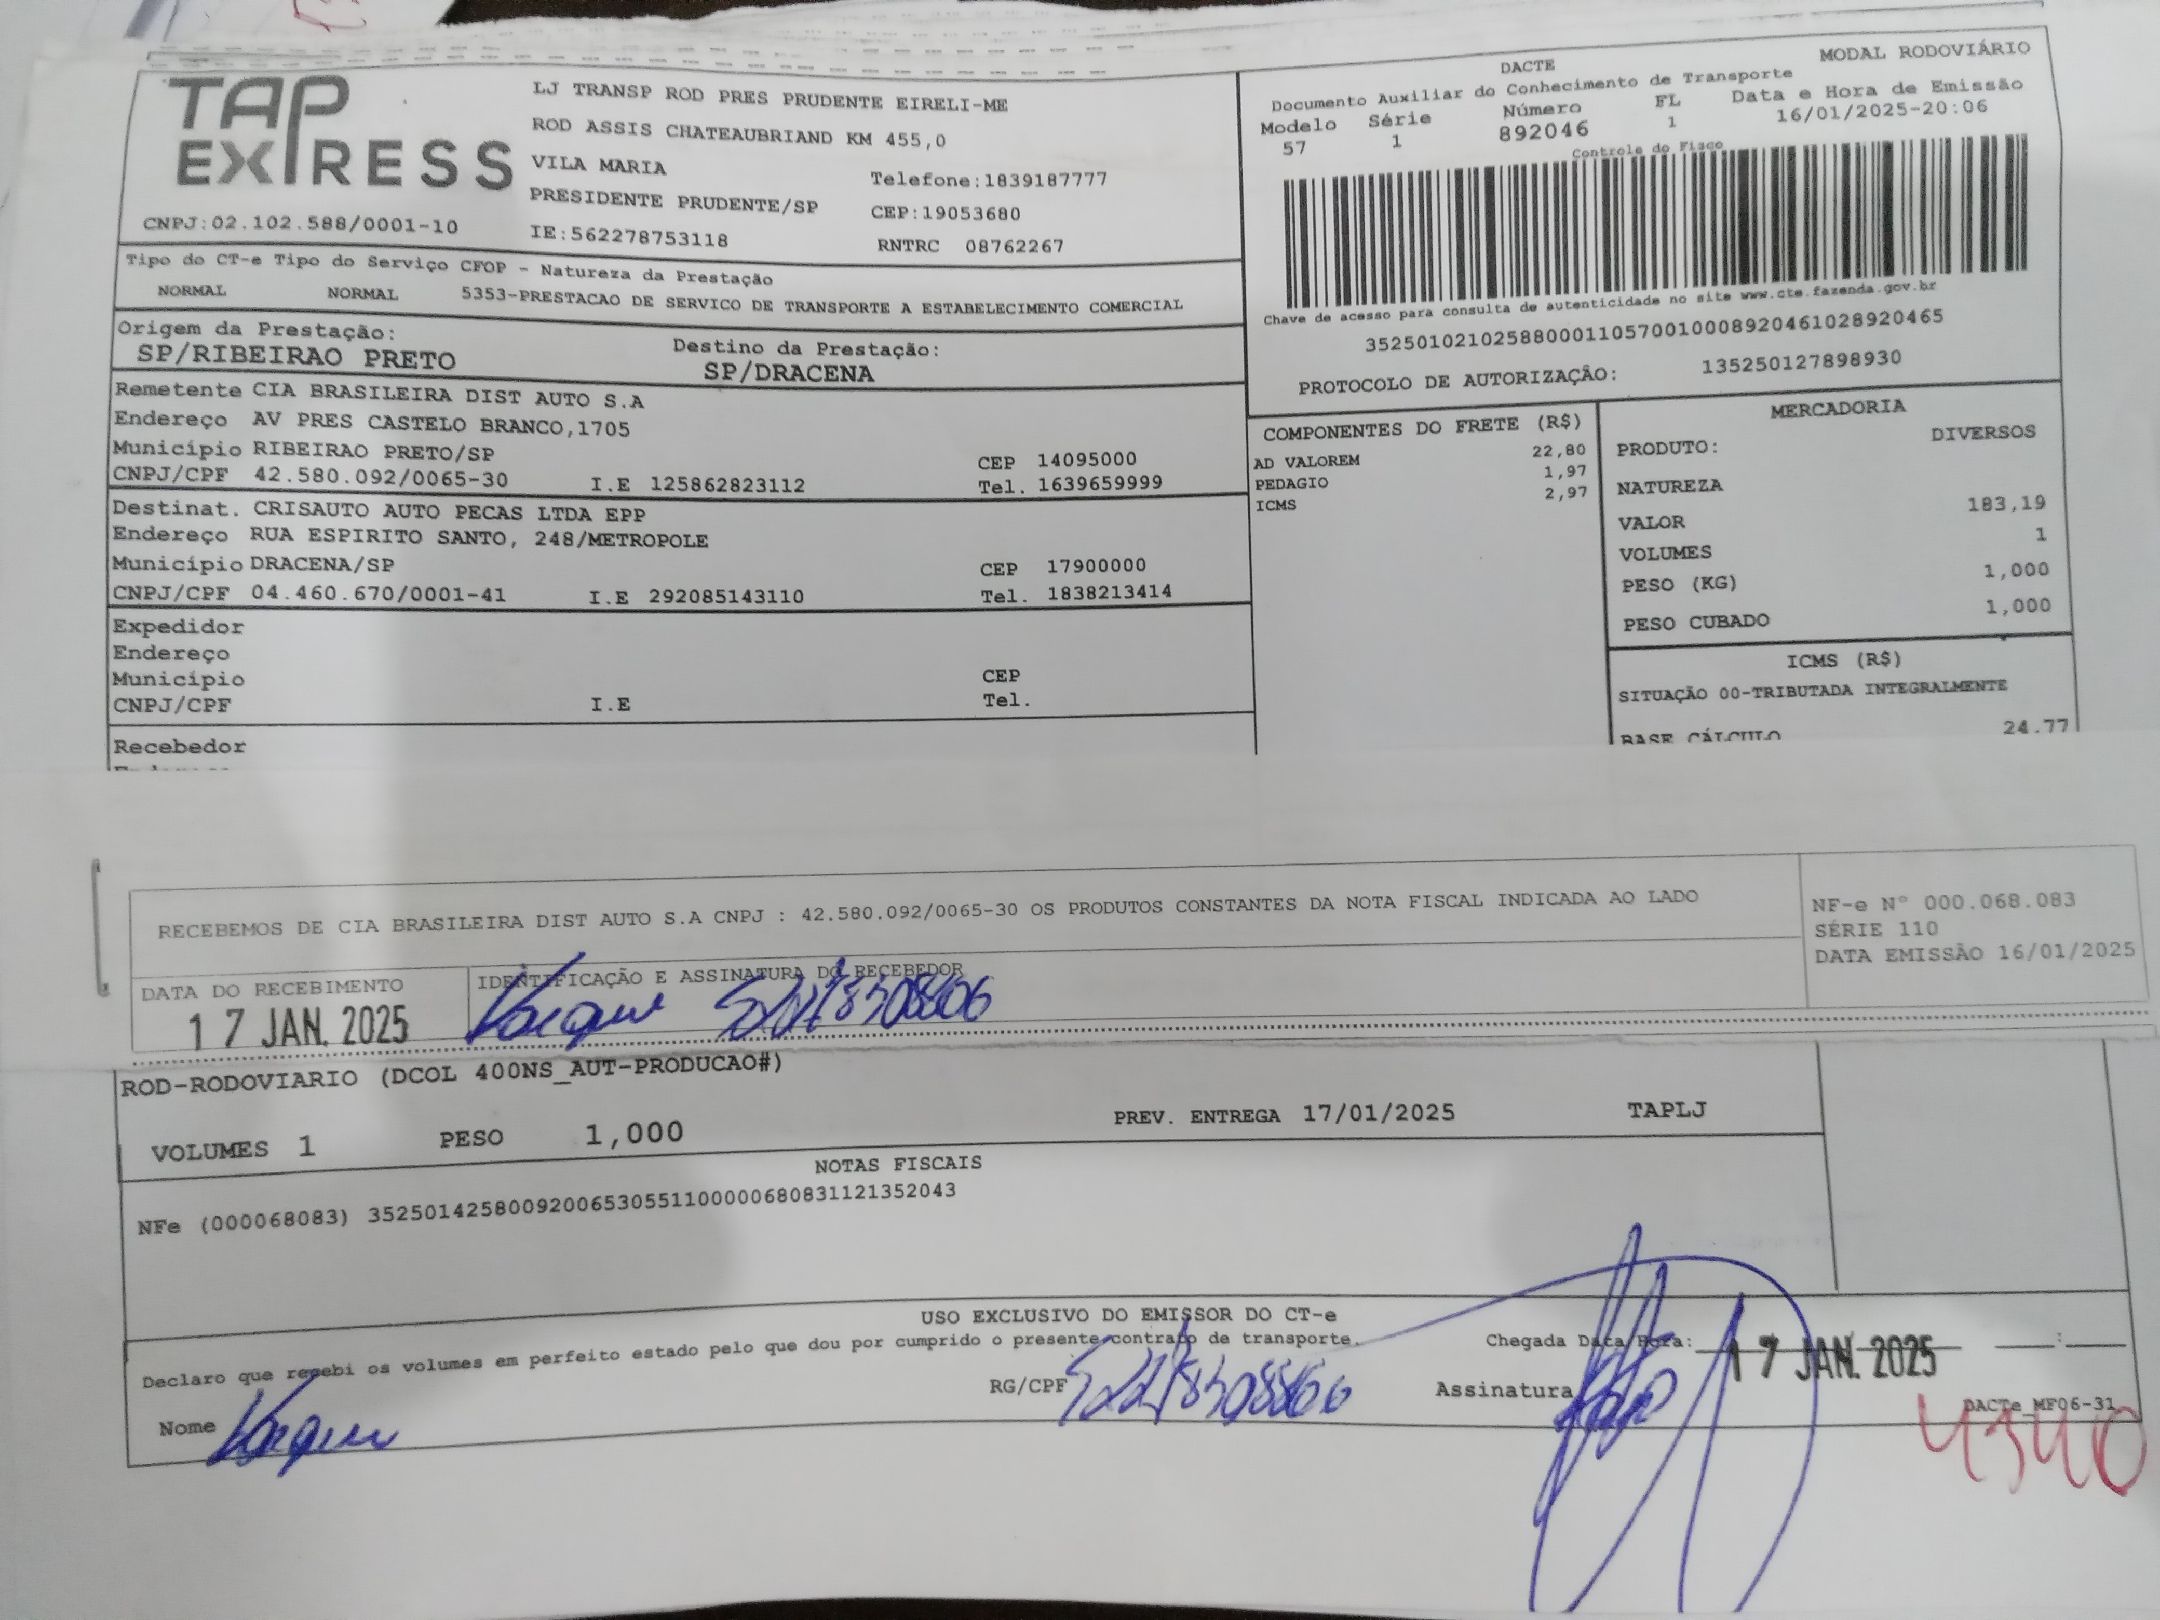 TAP EXPRESS
CNPJ:02.102.588/0001-10
LJ TRANSP ROD PRES PRUDENTE EIRELI-ME
ROD ASSIS CHATEAUBRIAND KM 455,0
VILA MARIA
Telefone:1839187777
PRESIDENTE PRUDENTE/SP
CEP:19053680
IE:562278753118
RNTRC 08762267
DACTE
MODAL RODOVIÁRIO
Documento Auxiliar do Conhecimento de Transporte
Modelo Série Número FL Data e Hora de Emissão
57 1 892046 1 16/01/2025-20:06
Controle do Fisco
Chave de acesso para consulta de autenticidade no site www.cte.fazenda.gov.br
35250102102588000110570010008920461028920465
PROTOCOLO DE AUTORIZAÇÃO: 135250127898930
Tipo do CT-e Tipo do Serviço CFOP - Natureza da Prestação
NORMAL NORMAL 5353-PRESTACAO DE SERVICO DE TRANSPORTE A ESTABELECIMENTO COMERCIAL
Origem da Prestação:
SP/RIBEIRAO PRETO
Destino da Prestação:
SP/DRACENA
Remetente CIA BRASILEIRA DIST AUTO S.A
Endereço AV PRES CASTELO BRANCO,1705
Município RIBEIRAO PRETO/SP CEP 14095000
CNPJ/CPF 42.580.092/0065-30 I.E 125862823112 Tel. 1639659999
Destinat. CRISAUTO AUTO PECAS LTDA EPP
Endereço RUA ESPIRITO SANTO, 248/METROPOLE
Município DRACENA/SP CEP 17900000
CNPJ/CPF 04.460.670/0001-41 I.E 292085143110 Tel. 1838213414
Expedidor
Endereço
Município CEP
CNPJ/CPF I.E Tel.
Recebedor
COMPONENTES DO FRETE (R$)
AD VALOREM 22,80
PEDAGIO 1,97
ICMS 2,97
MERCADORIA
PRODUTO: DIVERSOS
NATUREZA
VALOR 183,19
VOLUMES 1
PESO (KG) 1,000
PESO CUBADO 1,000
ICMS (R$)
SITUAÇÃO 00-TRIBUTADA INTEGRALMENTE
BASE CÁLCULO 24.77
RECEBEMOS DE CIA BRASILEIRA DIST AUTO S.A CNPJ : 42.580.092/0065-30 OS PRODUTOS CONSTANTES DA NOTA FISCAL INDICADA AO LADO
NF-e Nº 000.068.083
SÉRIE 110
DATA EMISSÃO 16/01/2025
DATA DO RECEBIMENTO
17 JAN. 2025
IDENTIFICAÇÃO E ASSINATURA DO RECEBEDOR
ROD-RODOVIARIO (DCOL 400NS_AUT-PRODUCAO#)
VOLUMES 1 PESO 1,000 PREV. ENTREGA 17/01/2025 TAPLJ
NOTAS FISCAIS
NFe (000068083) 35250142580092006530551100000680831121352043
USO EXCLUSIVO DO EMISSOR DO CT-e
Declaro que recebi os volumes em perfeito estado pelo que dou por cumprido o presente contrato de transporte.
Chegada Data/Hora: 17 JAN. 2025 :
Nome
RG/CPF
Assinatura
DACTe_MF06-31
4340